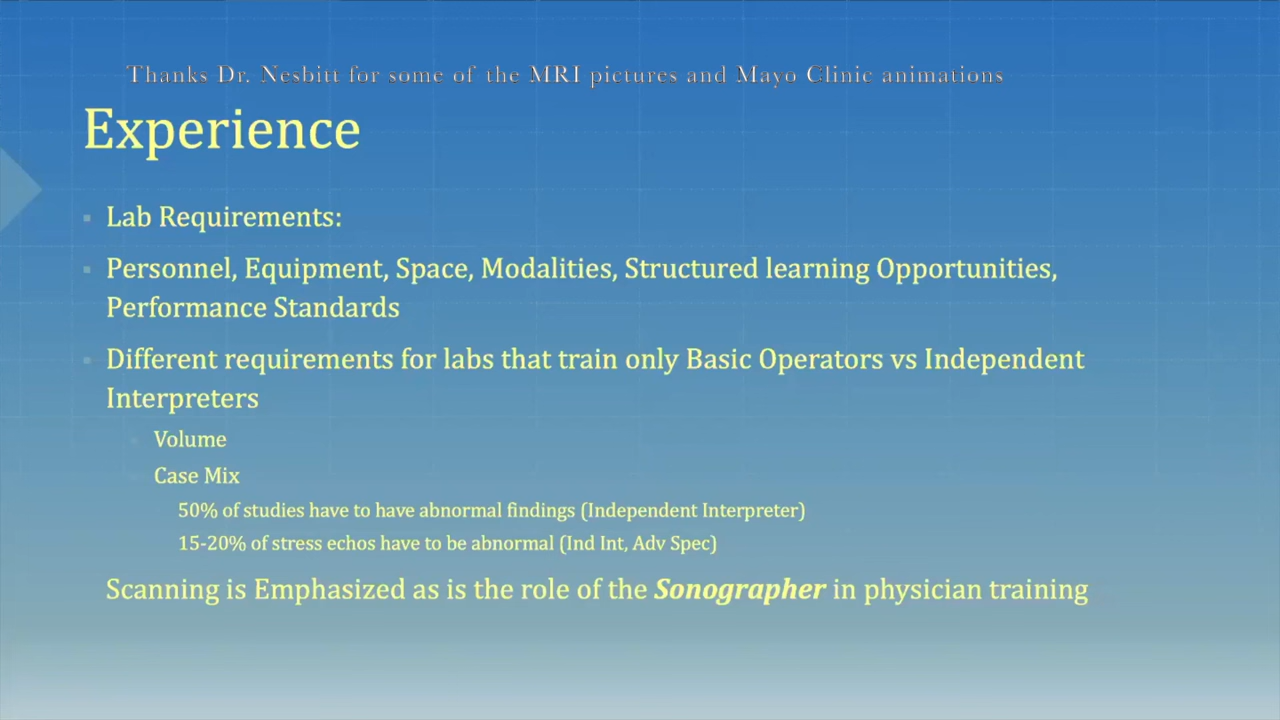 Thanks Dr. Nesbitt for some of the MRI pictures and Mayo Clinic animations
Experience
Lab Requirements:
Personnel, Equipment, Space, Modalities, Structured learning Opportunities,
Performance Standards
Different requirements for labs that train only Basic Operators vs Independent
Interpreters
Volume
Case Mix
50% of studies have to have abnormal findings (Independent Interpreter)
15-20% of stress echos have to be abnormal (Ind Int, Adv Spec)
Scanning is Emphasized as is the role of the Sonographer in physician training